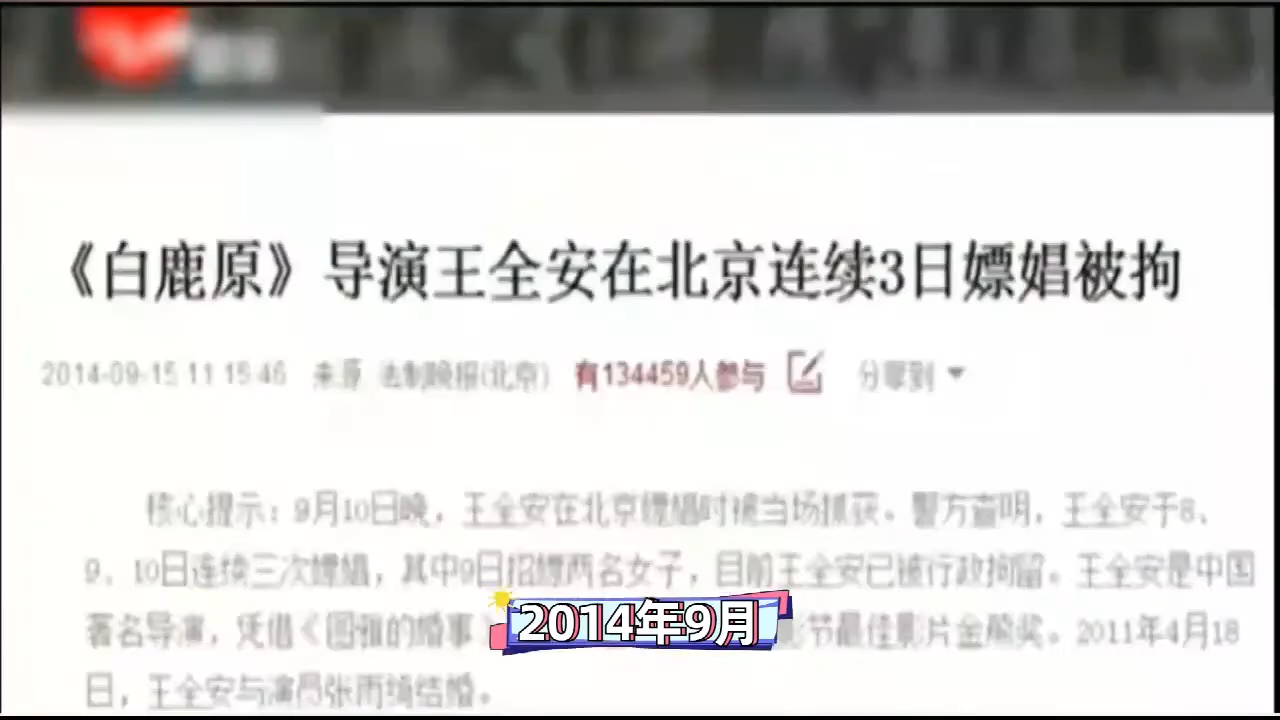 《白鹿原》导演王全安在北京连续3日嫖娼被拘
2014-09-15 11:15:46 来源 法制晚报(北京) 有134459人参与 分享到
核心提示：9月10日晚，王全安在北京嫖娼时被当场抓获。警方查明，王全安于8、
9、10日连续三次嫖娼，其中9日招嫖两名女子，目前王全安已被行政拘留。王全安是中国
著名导演，凭借《图雅的婚事 影节最佳影片金熊奖。2011年4月18
日，王全安与演员张雨绮结婚。
2014年9月